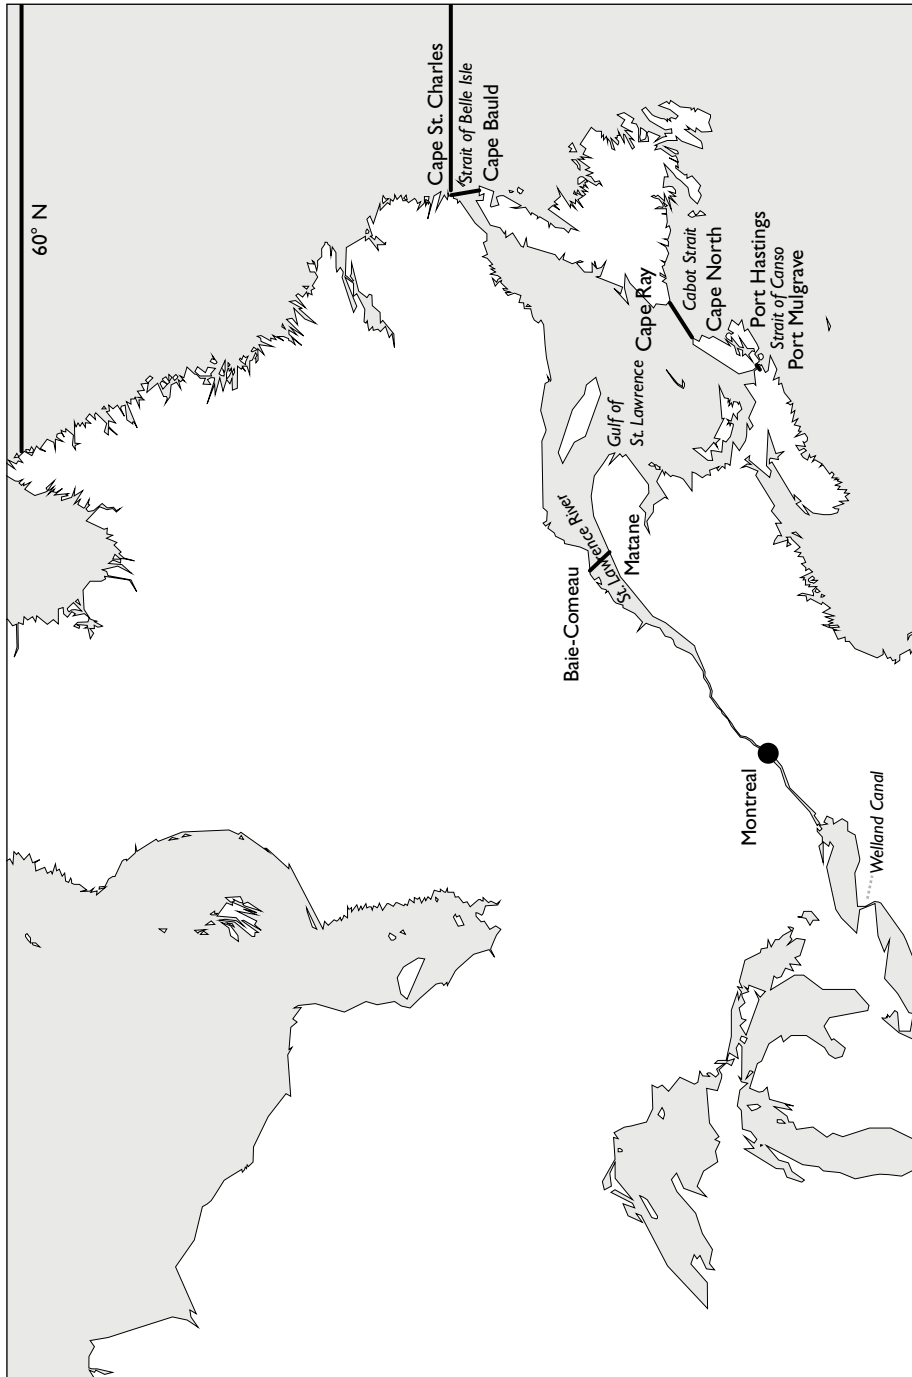 60° N
Cape St. Charles
Strait of Belle Isle
Cape Bauld
Gulf of
St. Lawrence
Cape Ray
Cabot Strait
Cape North
Port Hastings
Strait of Canso
Port Mulgrave
St. Lawrence River
Baie-Comeau
Matane
Montreal
Welland Canal